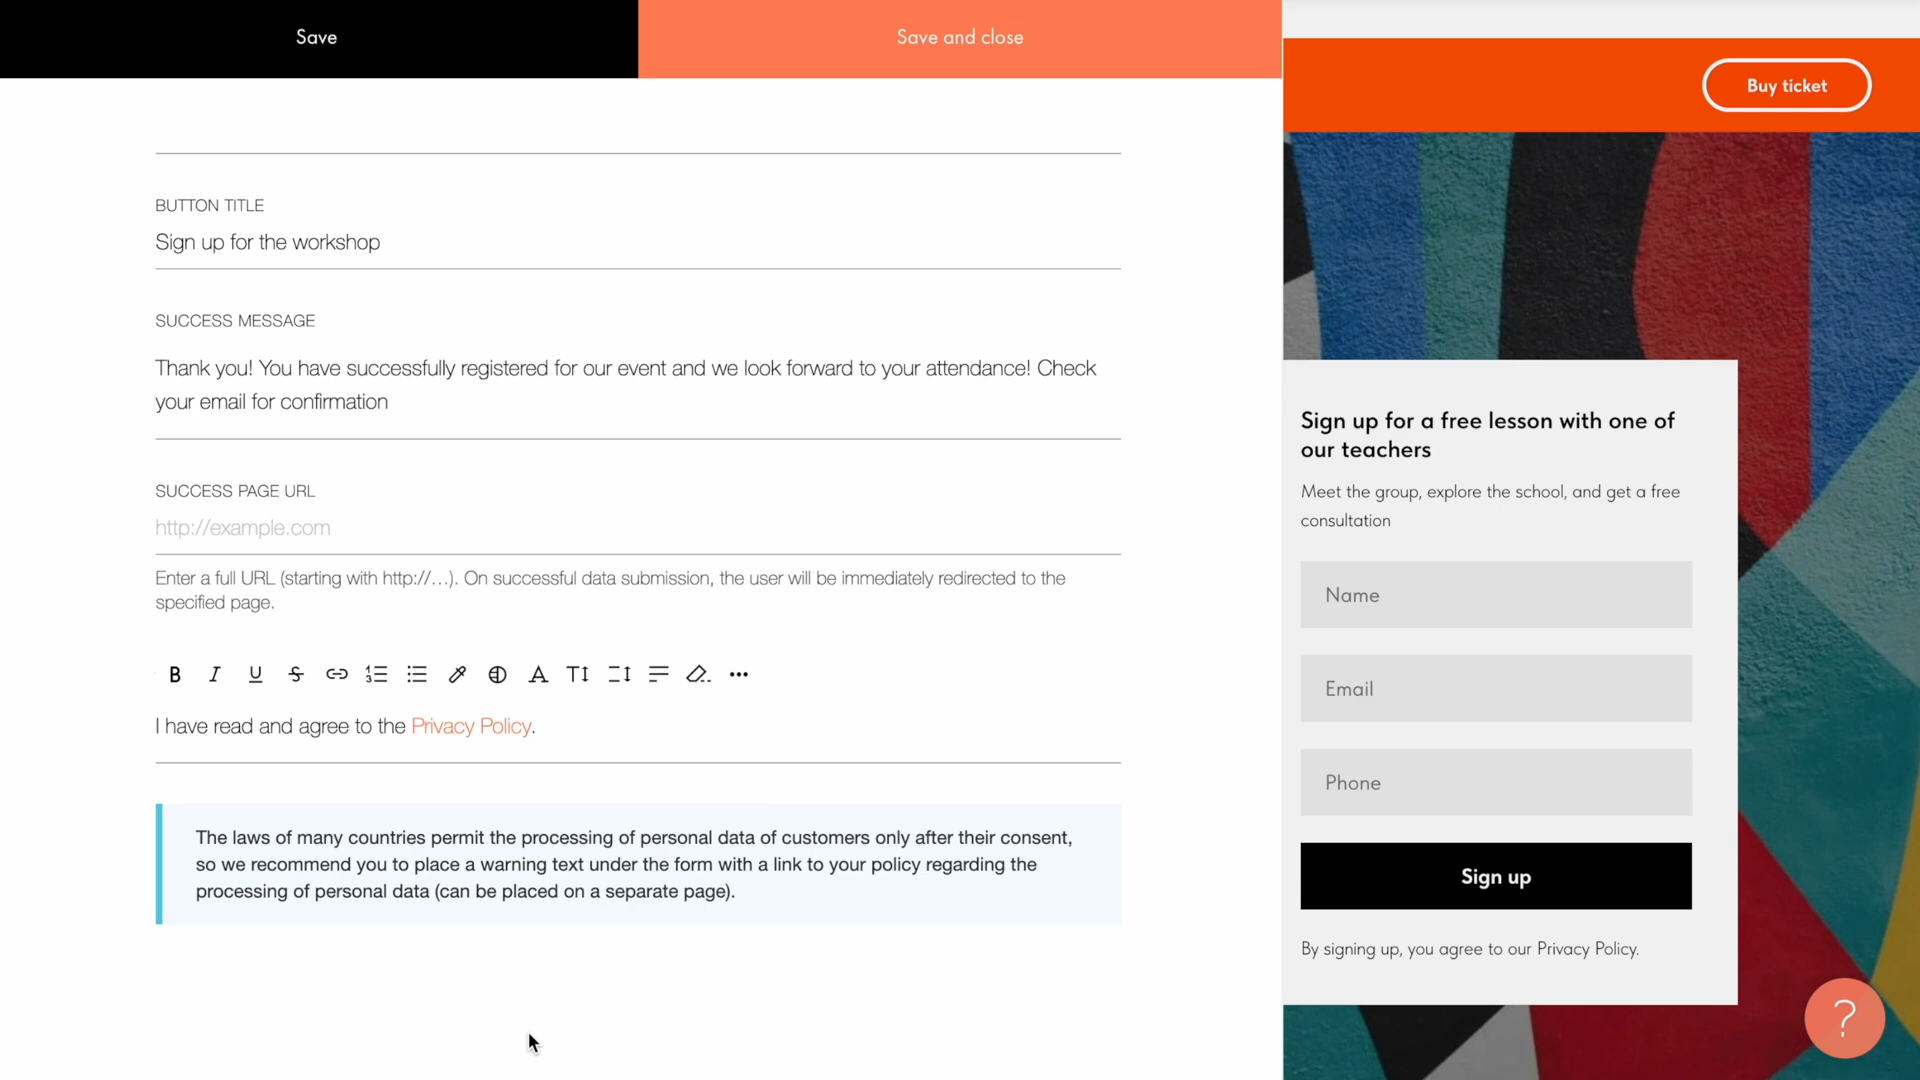 Save
Save and close
Buy ticket
BUTTON TITLE
Sign up for the workshop
SUCCESS MESSAGE
Thank you! You have successfully registered for our event and we look forward to your attendance! Check
your email for confirmation
SUCCESS PAGE URL
http://example.com
Enter a full URL (starting with http://...). On successful data submission, the user will be immediately redirected to the
specified page.
I have read and agree to the Privacy Policy.
The laws of many countries permit the processing of personal data of customers only after their consent,
so we recommend you to place a warning text under the form with a link to your policy regarding the
processing of personal data (can be placed on a separate page).
Sign up for a free lesson with one of
our teachers
Meet the group, explore the school, and get a free
consultation
Name
Email
Phone
Sign up
By signing up, you agree to our Privacy Policy.
?